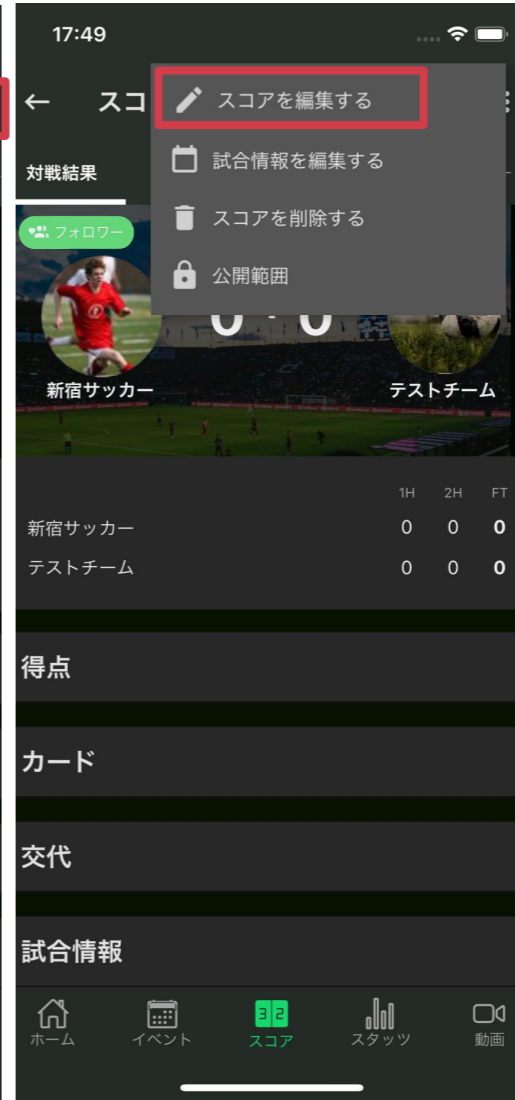 17:49
スコ
スコアを編集する
試合情報を編集する
対戦結果
スコアを削除する
フォロワー
公開範囲
新宿サッカー
テストチーム
1H 2H FT
新宿サッカー 0 0 0
テストチーム 0 0 0
得点
カード
交代
試合情報
32
ホーム イベント スコア スタッツ 動画